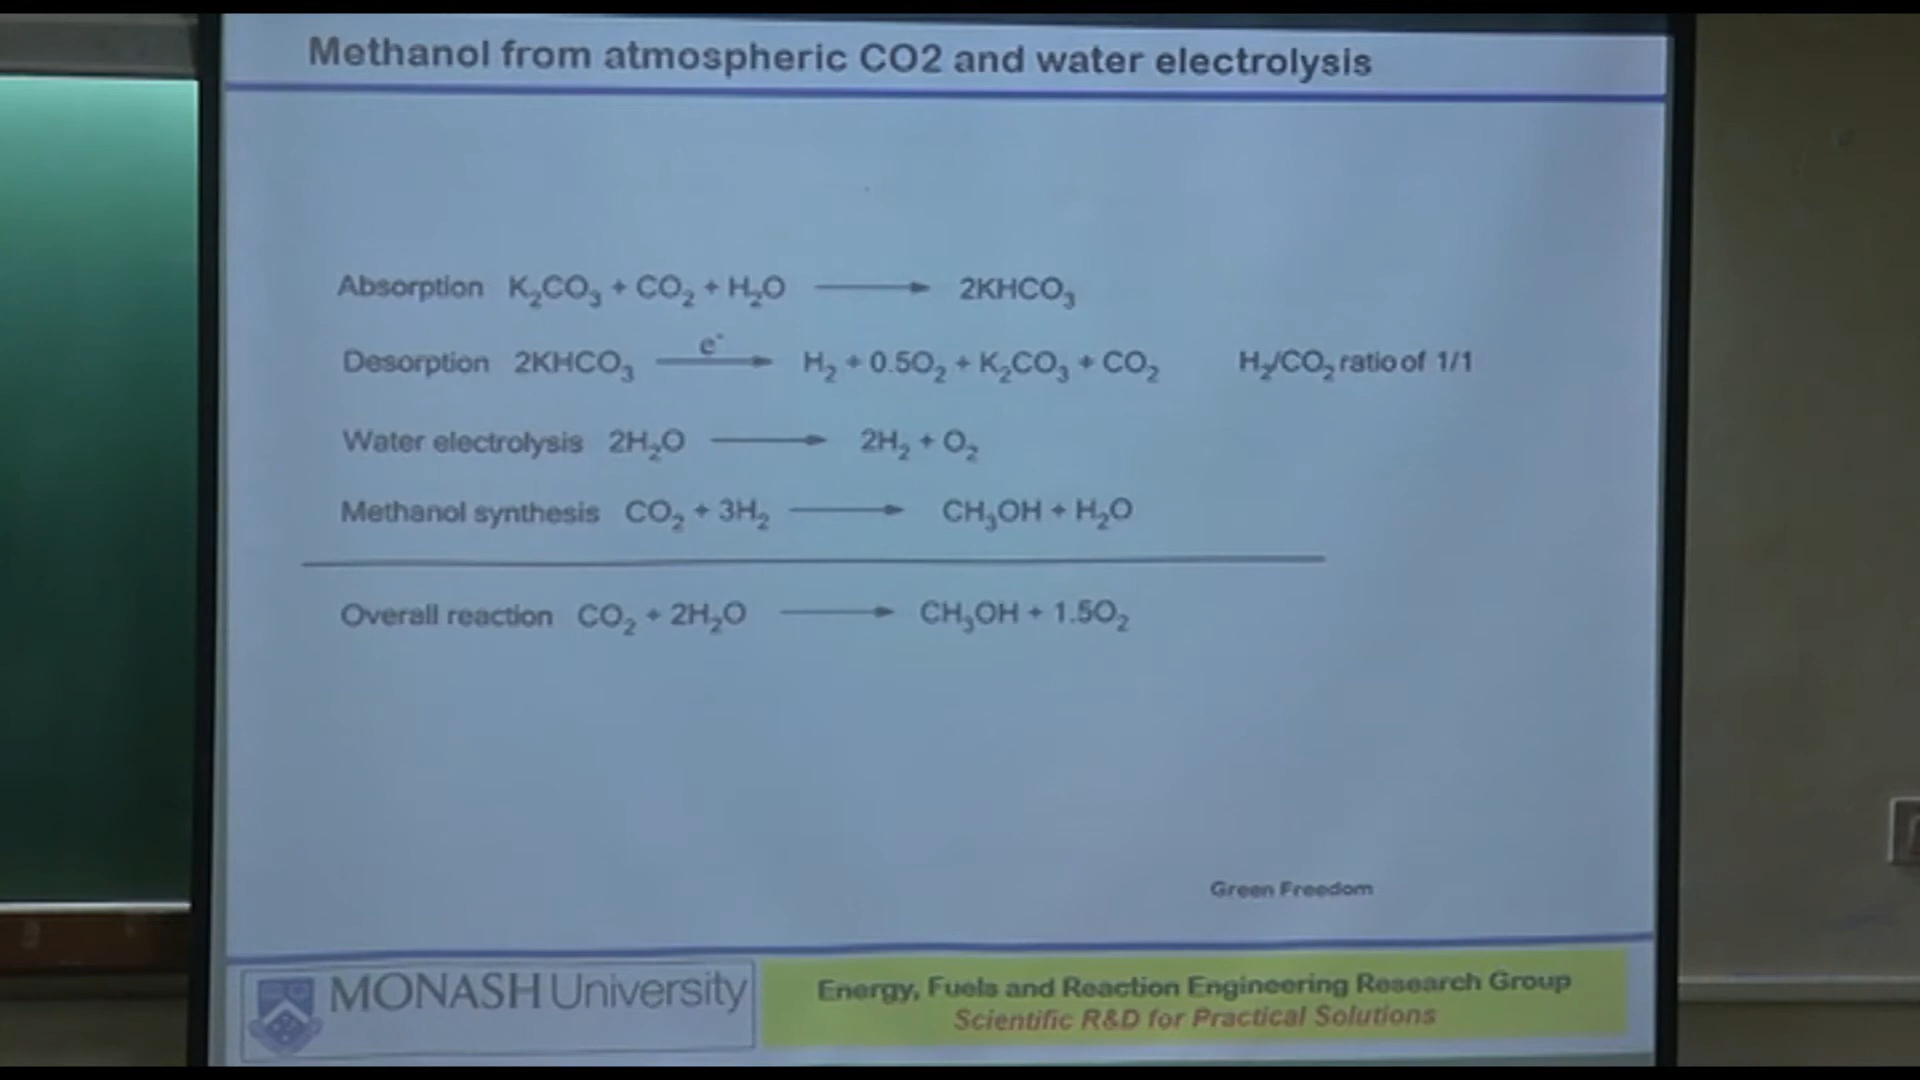 Methanol from atmospheric CO2 and water electrolysis
Absorption K₂CO₃ + CO₂ + H₂O ⟶ 2KHCO₃
Desorption 2KHCO₃ e⁻ ⟶ H₂ + 0.5O₂ + K₂CO₃ + CO₂ H₂/CO₂ ratio of 1/1
Water electrolysis 2H₂O ⟶ 2H₂ + O₂
Methanol synthesis CO₂ + 3H₂ ⟶ CH₃OH + H₂O
Overall reaction CO₂ + 2H₂O ⟶ CH₃OH + 1.5O₂
Green Freedom
MONASH University
Energy, Fuels and Reaction Engineering Research Group
Scientific R&D for Practical Solutions